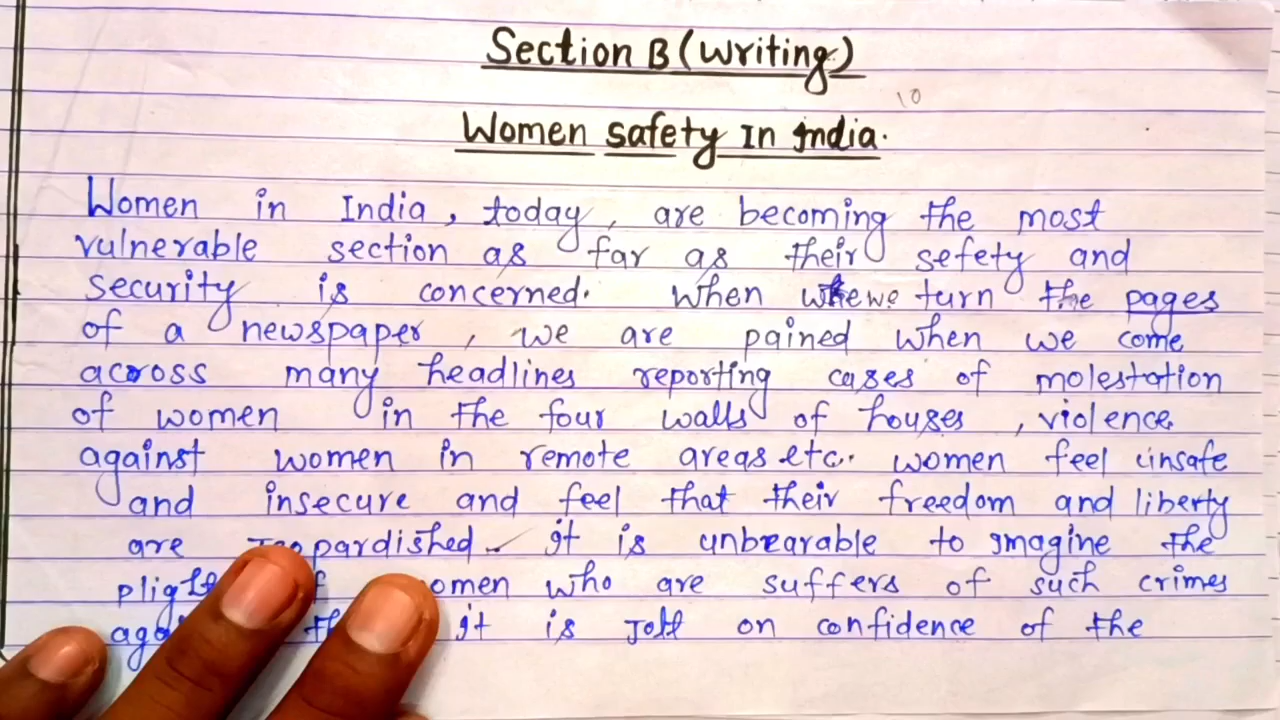 Section B (Writing)
10
Women safety In India.
Women in India, today, are becoming the most
vulnerable section as far as their sefety and
security is concerned. When we turn the pages
of a newspaper, we are pained when we come
across many headlines reporting cases of molestation
of women in the four walls of houses, violence
against women in remote areas etc. women feel unsafe
and insecure and feel that their freedom and liberty
are pardished It is unbearable to Imagine the
plight women who are suffers of such crimes
It is Jolt on confidence of the